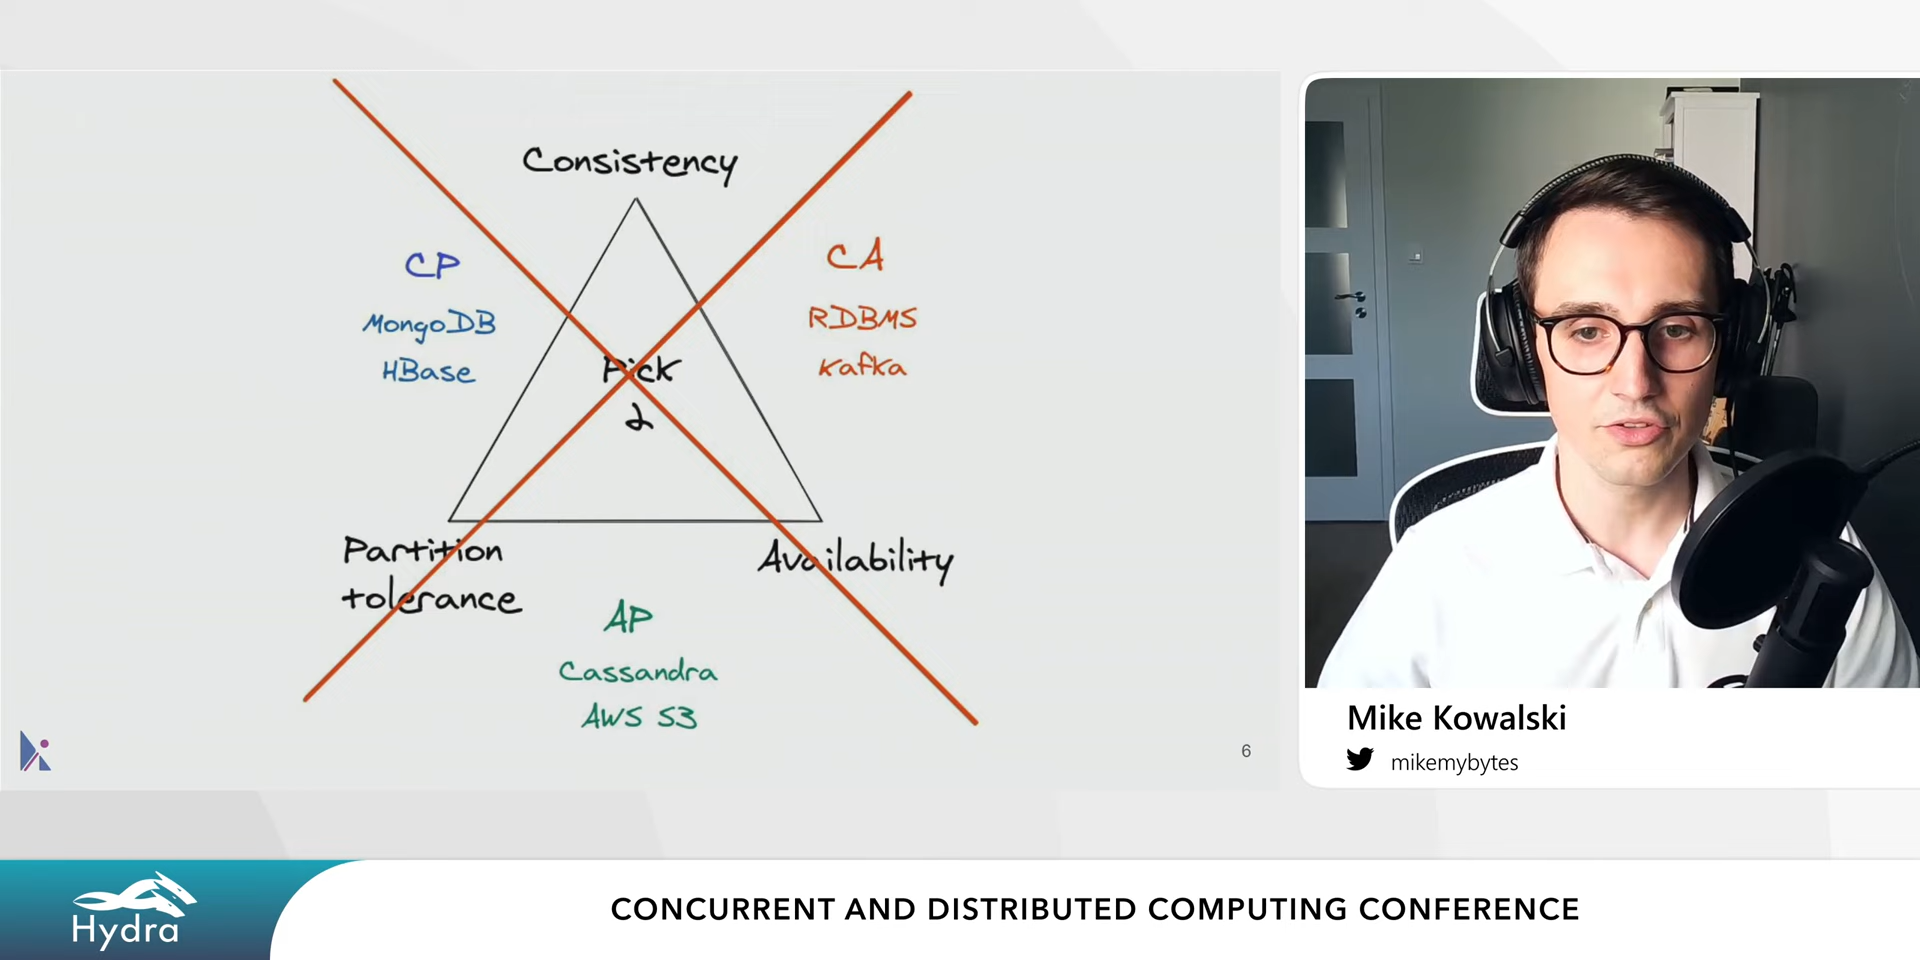 Consistency
CP
MongoDB
HBase
CA
RDBMS
Kafka
Pick
2
Partition
tolerance
Availability
AP
Cassandra
AWS S3
6
Mike Kowalski
mikemybytes
Hydra
CONCURRENT AND DISTRIBUTED COMPUTING CONFERENCE